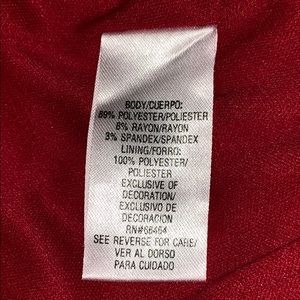 BODY/CUERPO:
89% POLYESTER/POLIESTER
8% RAYON/RAYON
3% SPANDEX/SPANDEX
LINING/FORRO:
100% POLYESTER/
POLIESTER
EXCLUSIVE OF
DECORATION/
EXCLUSIVO DE
DECORACION
RN#66464
SEE REVERSE FOR CARE/
VER AL DORSO
PARA CUIDADO